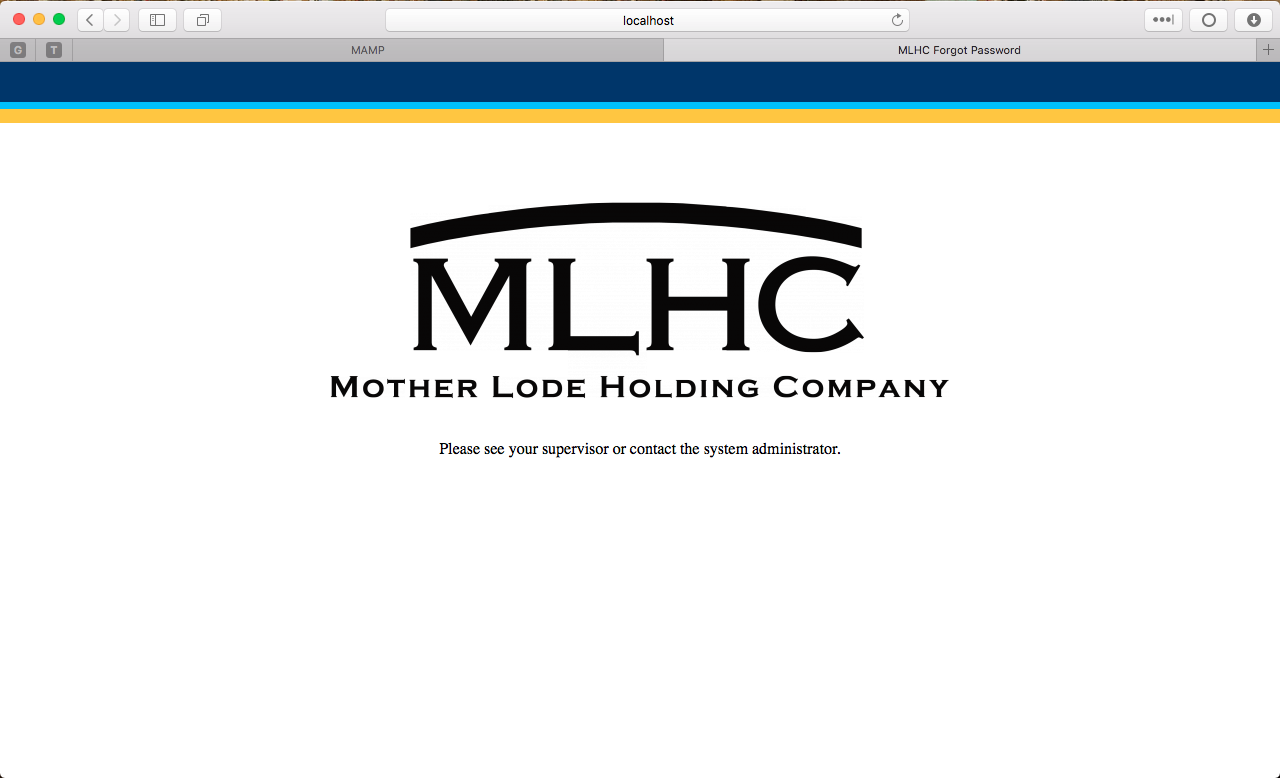 localhost
G
T
MAMP
MLHC Forgot Password
MLHC
MOTHER LODE HOLDING COMPANY
Please see your supervisor or contact the system administrator.